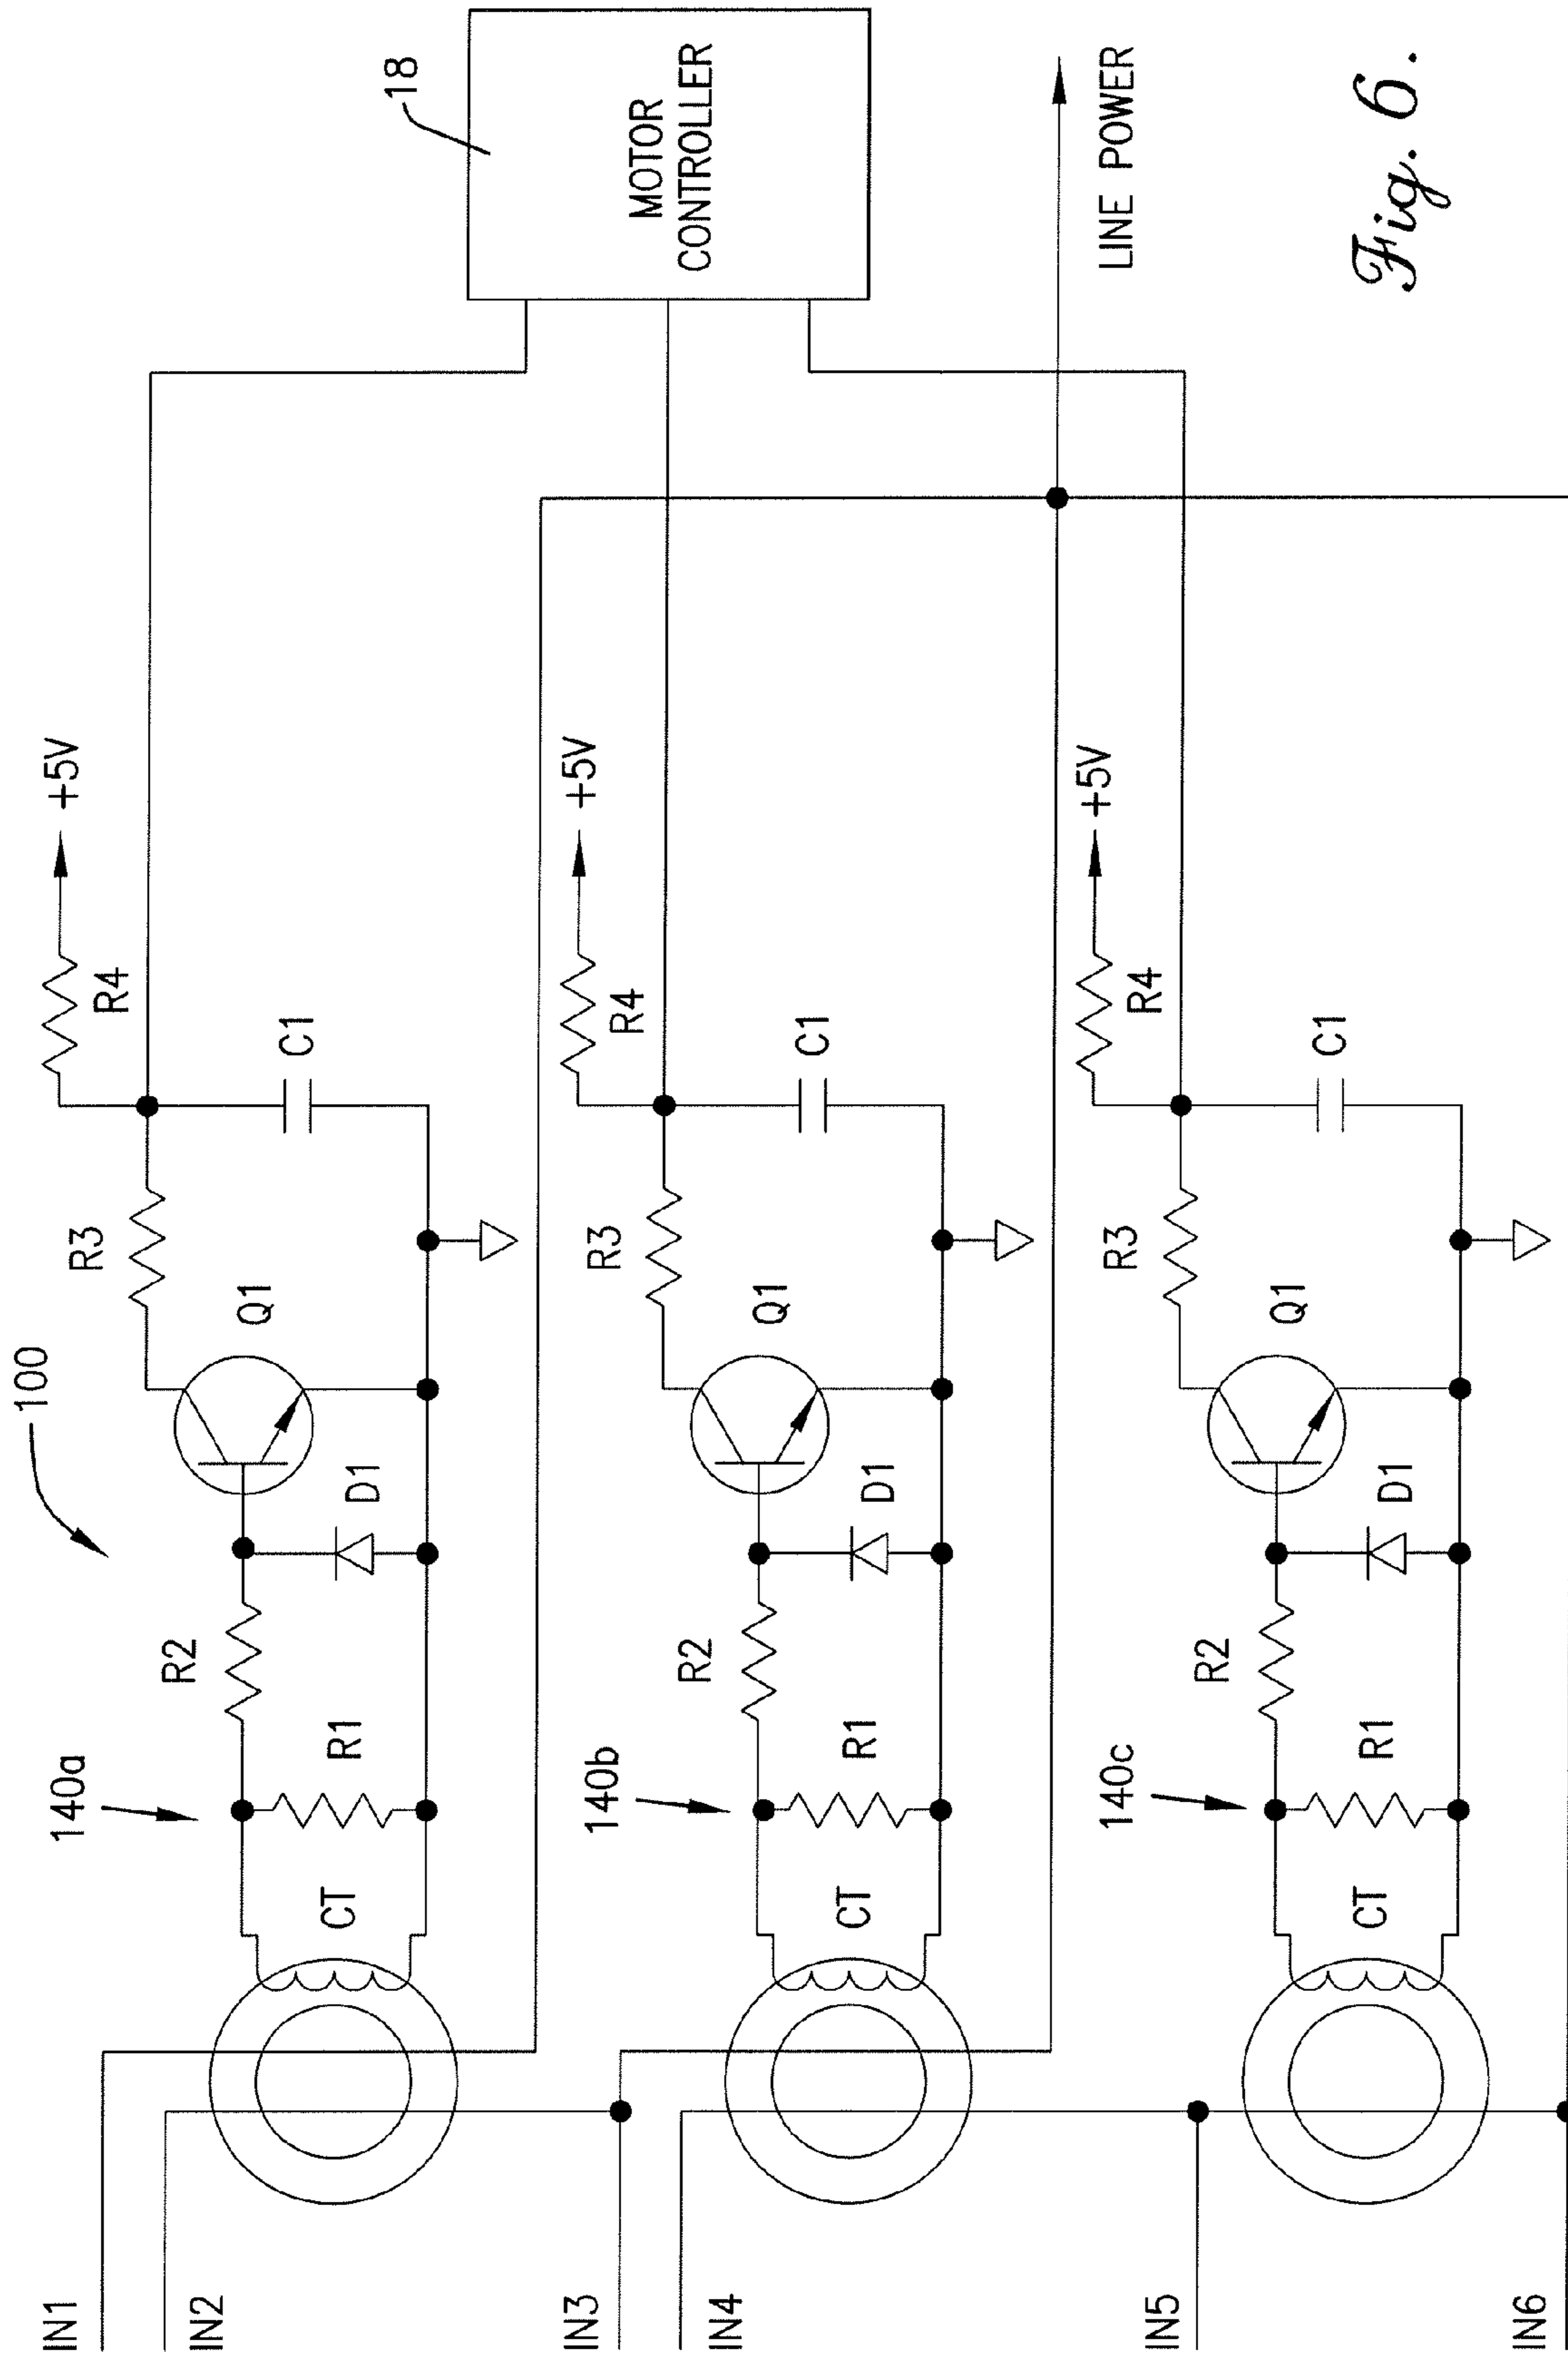 100
140a
CT
R1
R2
D1
Q1
R3
C1
R4
+5V
IN1
IN2
18
MOTOR
CONTROLLER
140b
CT
R1
R2
D1
Q1
R3
C1
R4
+5V
IN3
IN4
LINE POWER
140c
CT
R1
R2
D1
Q1
R3
C1
R4
+5V
IN5
IN6
Fig. 6.